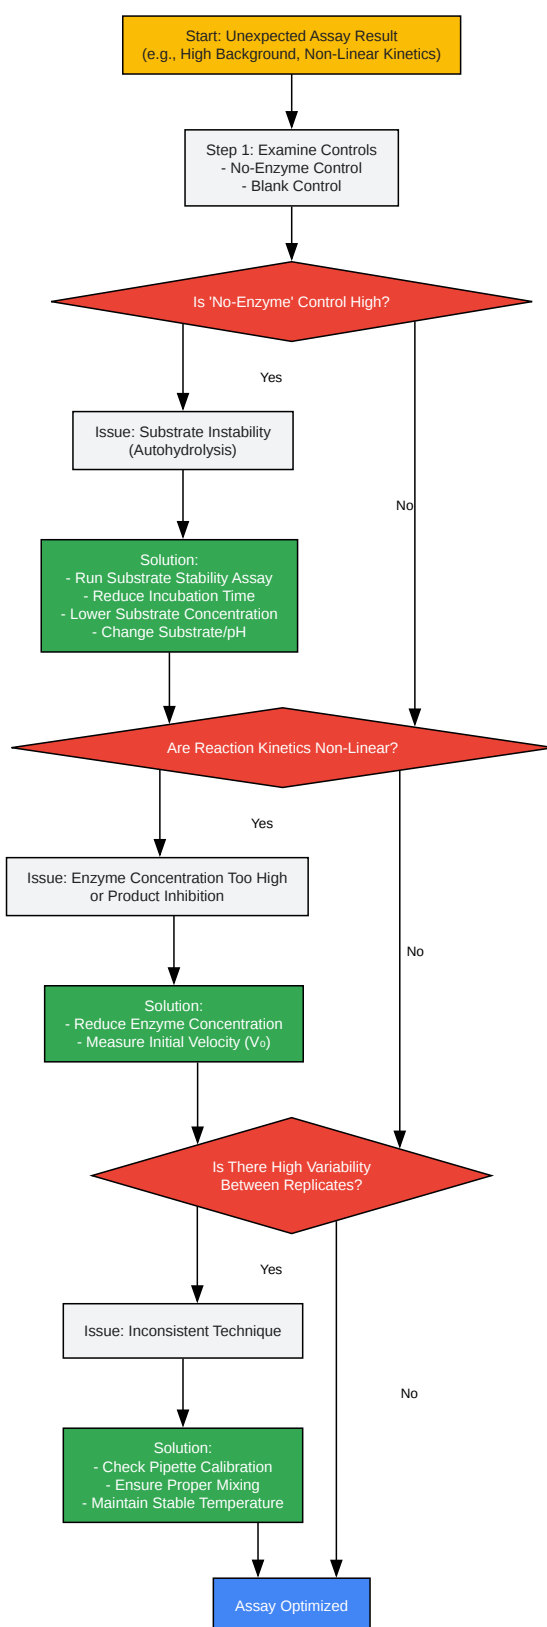 Start: Unexpected Assay Result
(e.g., High Background, Non-Linear Kinetics)
Step 1: Examine Controls
- No-Enzyme Control
- Blank Control
Is 'No-Enzyme' Control High?
Yes
Issue: Substrate Instability
(Autohydrolysis)
No
Solution:
- Run Substrate Stability Assay
- Reduce Incubation Time
- Lower Substrate Concentration
- Change Substrate/pH
Are Reaction Kinetics Non-Linear?
Yes
Issue: Enzyme Concentration Too High
or Product Inhibition
No
Solution:
- Reduce Enzyme Concentration
- Measure Initial Velocity (V₀)
Is There High Variability
Between Replicates?
Yes
Issue: Inconsistent Technique
No
Solution:
- Check Pipette Calibration
- Ensure Proper Mixing
- Maintain Stable Temperature
Assay Optimized